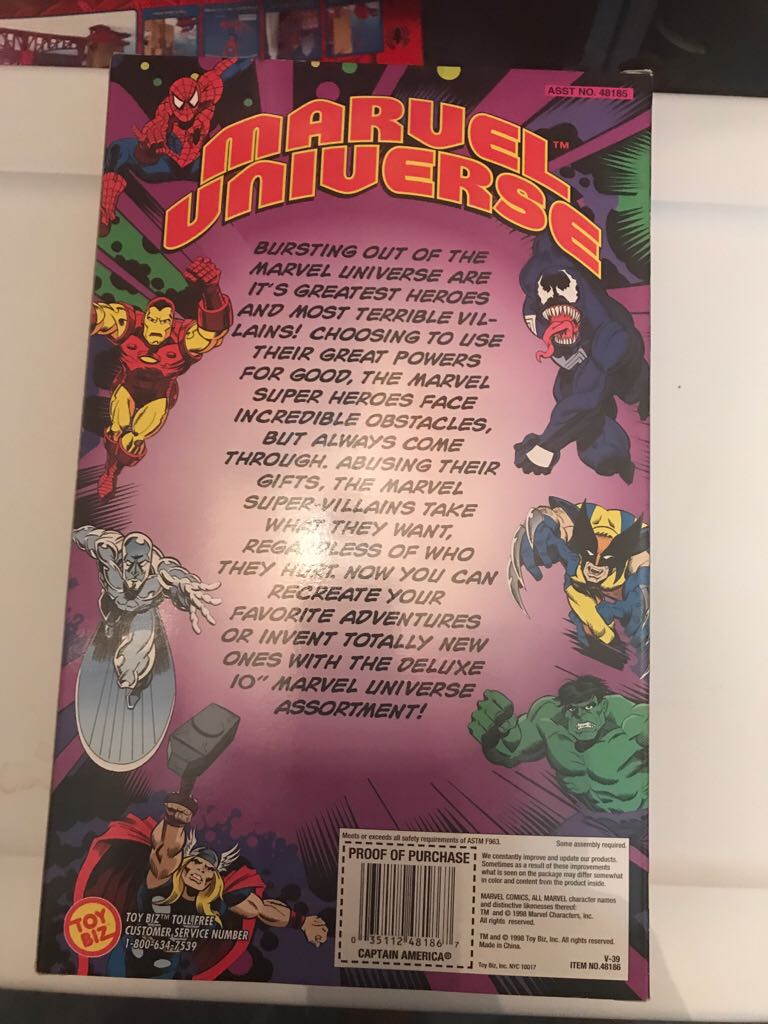 ASST NO. 48185
MARVEL™
UNIVERSE
BURSTING OUT OF THE
MARVEL UNIVERSE ARE
IT'S GREATEST HEROES
AND MOST TERRIBLE VIL-
LAINS! CHOOSING TO USE
THEIR GREAT POWERS
FOR GOOD, THE MARVEL
SUPER HEROES FACE
INCREDIBLE OBSTACLES,
BUT ALWAYS COME
THROUGH. ABUSING THEIR
GIFTS, THE MARVEL
SUPER-VILLAINS TAKE
WHAT THEY WANT,
REGARDLESS OF WHO
THEY HURT. NOW YOU CAN
RECREATE YOUR
FAVORITE ADVENTURES
OR INVENT TOTALLY NEW
ONES WITH THE DELUXE
10" MARVEL UNIVERSE
ASSORTMENT!
TOY
BIZ
TOY BIZ™ TOLL FREE
CUSTOMER SERVICE NUMBER
1-800-634-7539
Meets or exceeds all safety requirements of ASTM F963.
Some assembly required.
PROOF OF PURCHASE
0 35112 48186 7
CAPTAIN AMERICA®
We constantly improve and update our products.
Sometimes as a result of these improvements
what is seen on the package may differ somewhat
in color and content from the product inside.
MARVEL COMICS, ALL MARVEL character names
and distinctive likenesses thereof:
TM and © 1998 Marvel Characters, Inc.
All rights reserved.
TM and © 1998 Toy Biz, Inc. All rights reserved.
Made in China.
Toy Biz, Inc. NYC 10017
V-39
ITEM NO.48186